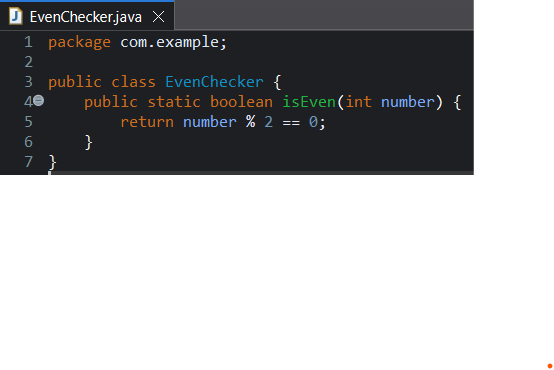 EvenChecker.java
1 package com.example;
2
3 public class EvenChecker {
4     public static boolean isEven(int number) {
5         return number % 2 == 0;
6     }
7 }